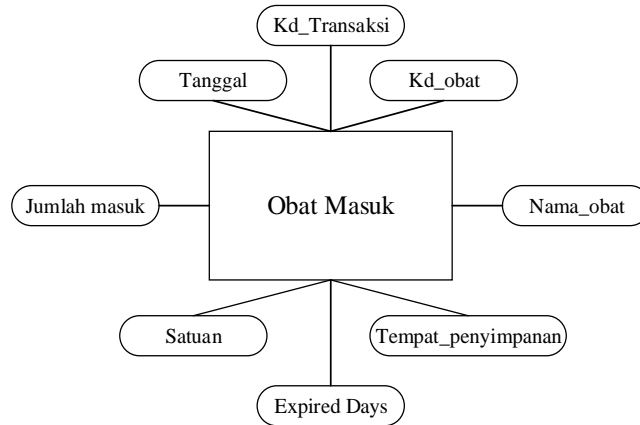 Kd_Transaksi
Tanggal
Kd_obat
Jumlah masuk
Obat Masuk
Nama_obat
Satuan
Tempat_penyimpanan
Expired Days